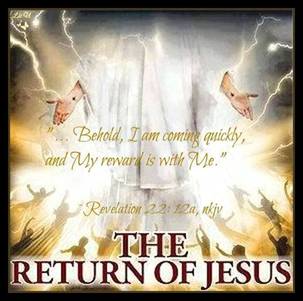 "... Behold, I am coming quickly,
and My reward is with Me."
~Revelation 22: 12a, nkjv
THE
RETURN OF JESUS